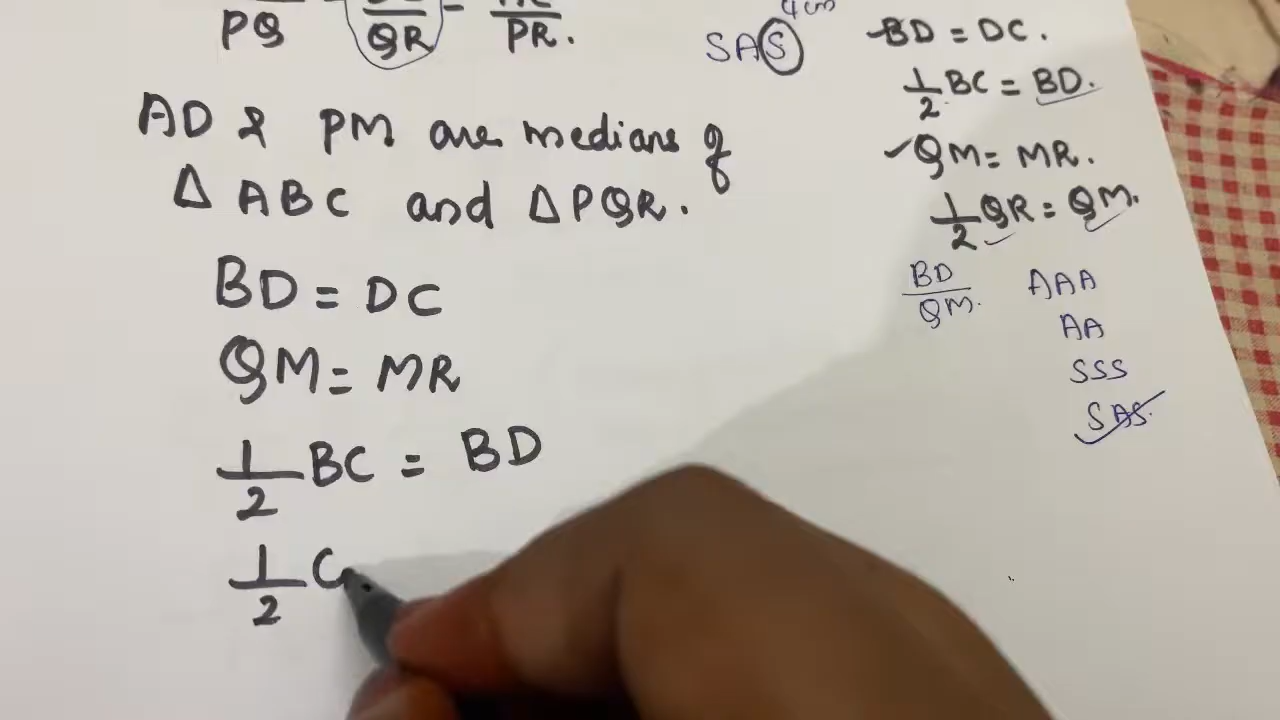 PQ QR = PR.
AD & PM are medians of
Δ ABC and Δ PQR.
BD = DC
QM = MR
1/2 BC = BD
1/2
4cm
SAS
BD = DC.
1/2 BC = BD.
QM = MR.
1/2 QR = QM.
BD/QM.
AAA
AA
SSS
SAS.